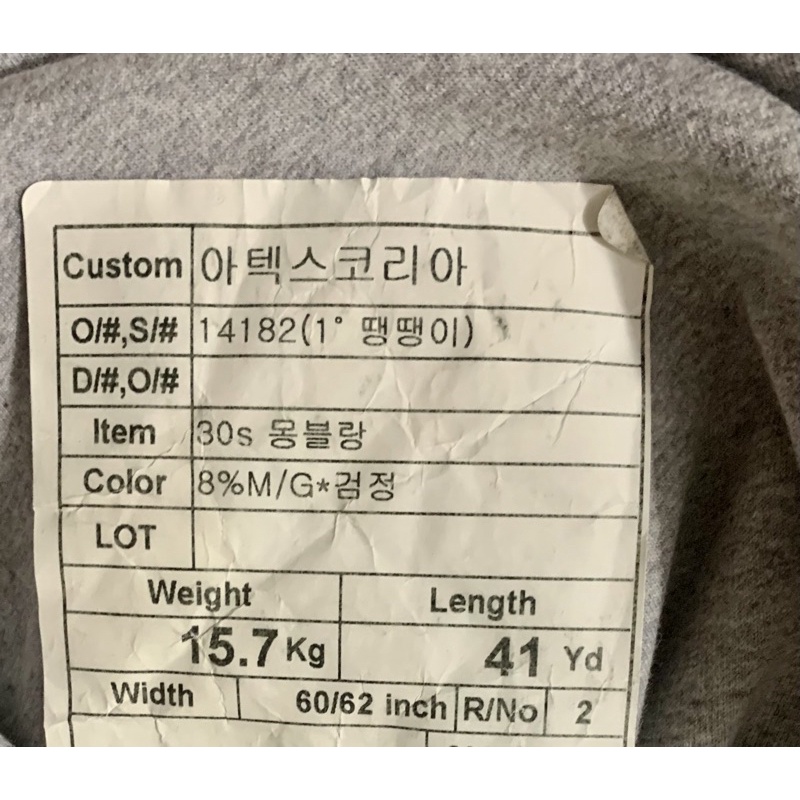 Custom 아텍스코리아
O/#,S/# 14182(1° 땡땡이)
D/#,O/#
Item 30s 몽블랑
Color 8%M/G*검정
LOT
Weight Length
15.7 Kg 41 Yd
Width 60/62 inch R/No 2